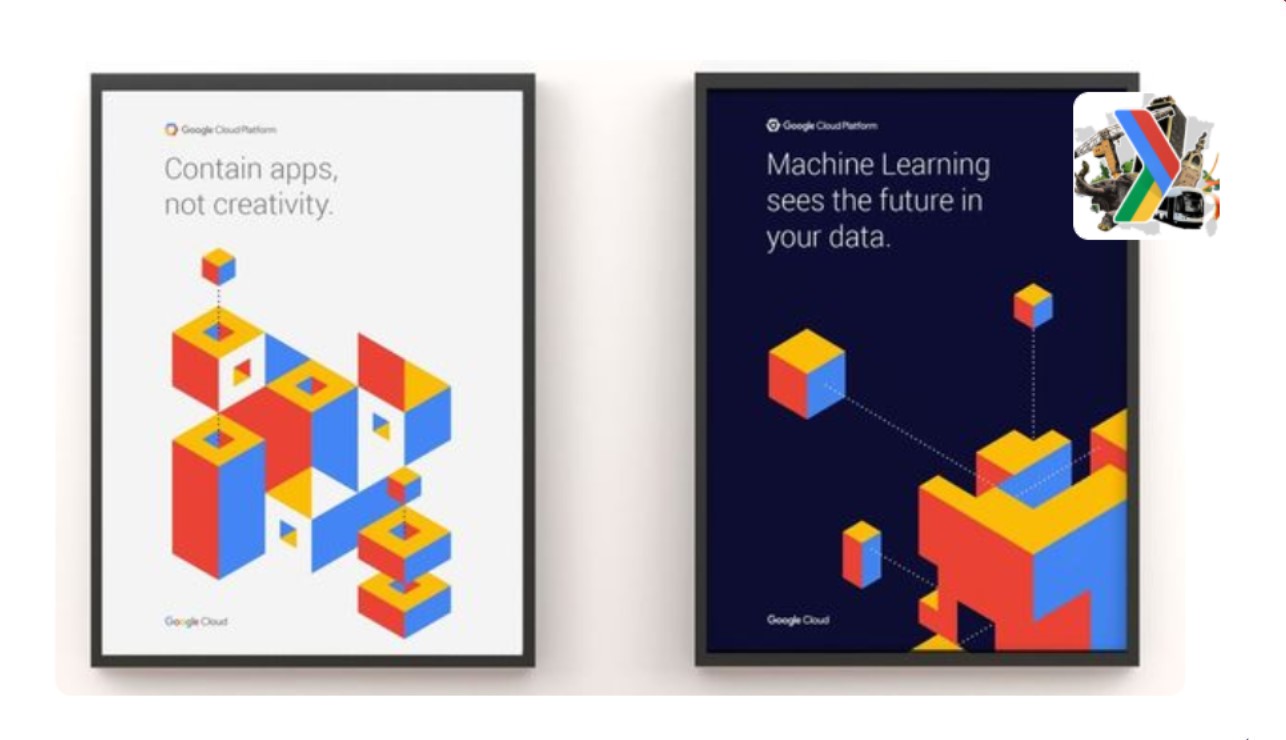 Google Cloud Platform
Contain apps,
not creativity.
Google Cloud
Google Cloud Platform
Machine Learning
sees the future in
your data.
Google Cloud